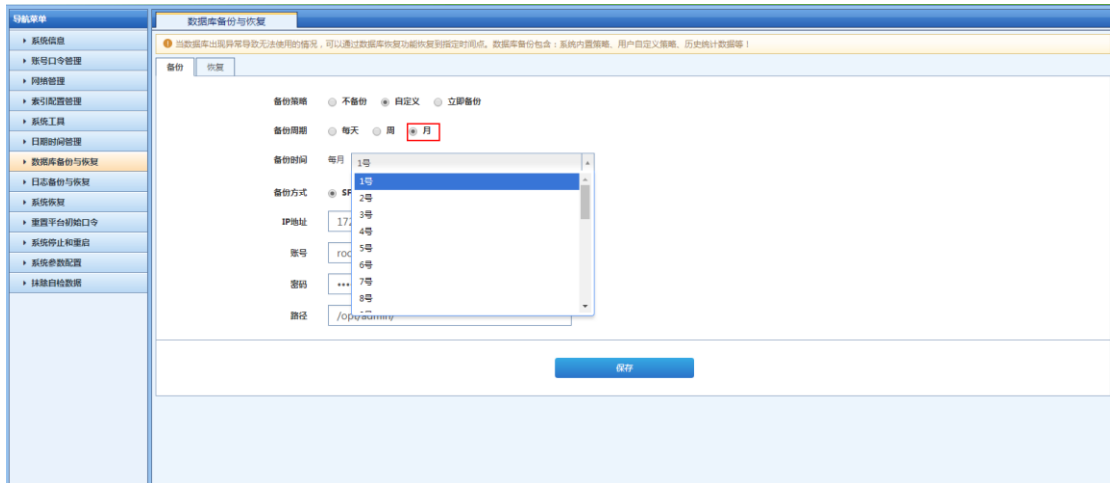 导航菜单
系统信息
账号口令管理
网络管理
索引配置管理
系统工具
日期时间管理
数据库备份与恢复
日志备份与恢复
系统恢复
重置平台初始口令
系统停止和重启
系统参数配置
抹除自检数据
数据库备份与恢复
当数据库出现异常导致无法使用的情况，可以通过数据库恢复功能恢复到指定时间点。数据库备份包含：系统内置策略、用户自定义策略、历史统计数据等！
备份 恢复
备份策略 不备份 自定义 立即备份
备份周期 每天 周 月
备份时间 每月 1号
1号
2号
3号
4号
5号
6号
7号
8号
备份方式
IP地址 172
账号 roo
密码 •••
路径 /opt/admin/
保存